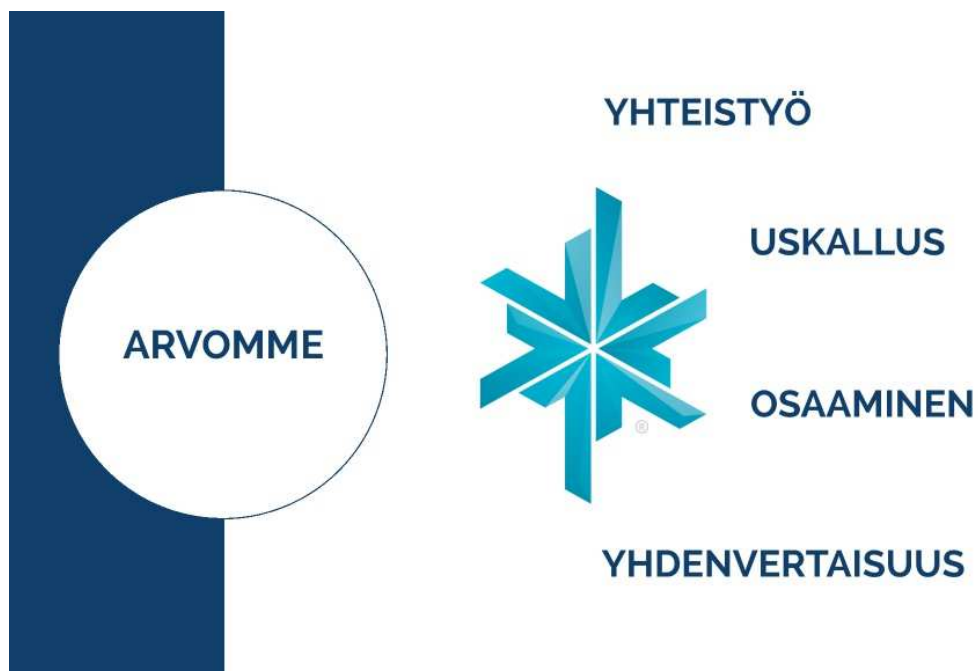 YHTEISTYÖ
USKALLUS
ARVOMME
OSAAMINEN
®
YHDENVERTAISUUS